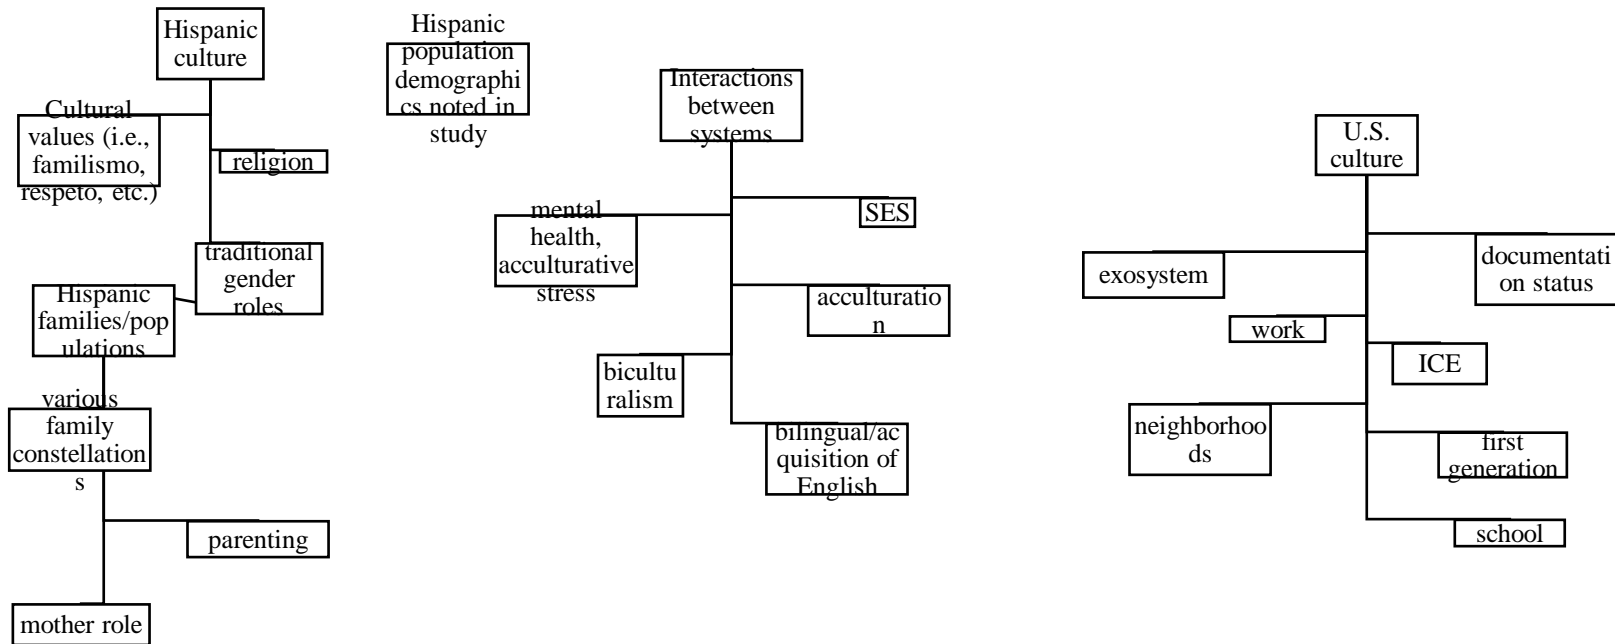 Hispanic
culture
Cultural
values (i.e.,
familismo,
respeto, etc.)
religion
traditional
gender
roles
Hispanic
families/pop
ulations
various
family
constellation
s
parenting
mother role
Hispanic
population
demographi
cs noted in
study
Interactions
between
systems
SES
mental
health,
acculturative
stress
acculturatio
n
bicultu
ralism
bilingual/ac
quisition of
English
U.S.
culture
documentati
on status
exosystem
work
ICE
neighborhoo
ds
first
generation
school